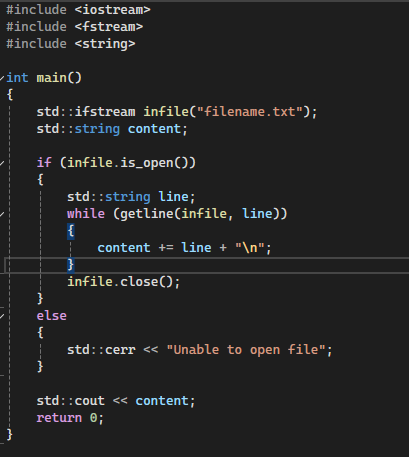 #include <iostream>
#include <fstream>
#include <string>
int main()
{
std::ifstream infile("filename.txt");
std::string content;
if (infile.is_open())
{
std::string line;
while (getline(infile, line))
{
content += line + "\n";
}
infile.close();
}
else
{
std::cerr << "Unable to open file";
}
std::cout << content;
return 0;
}